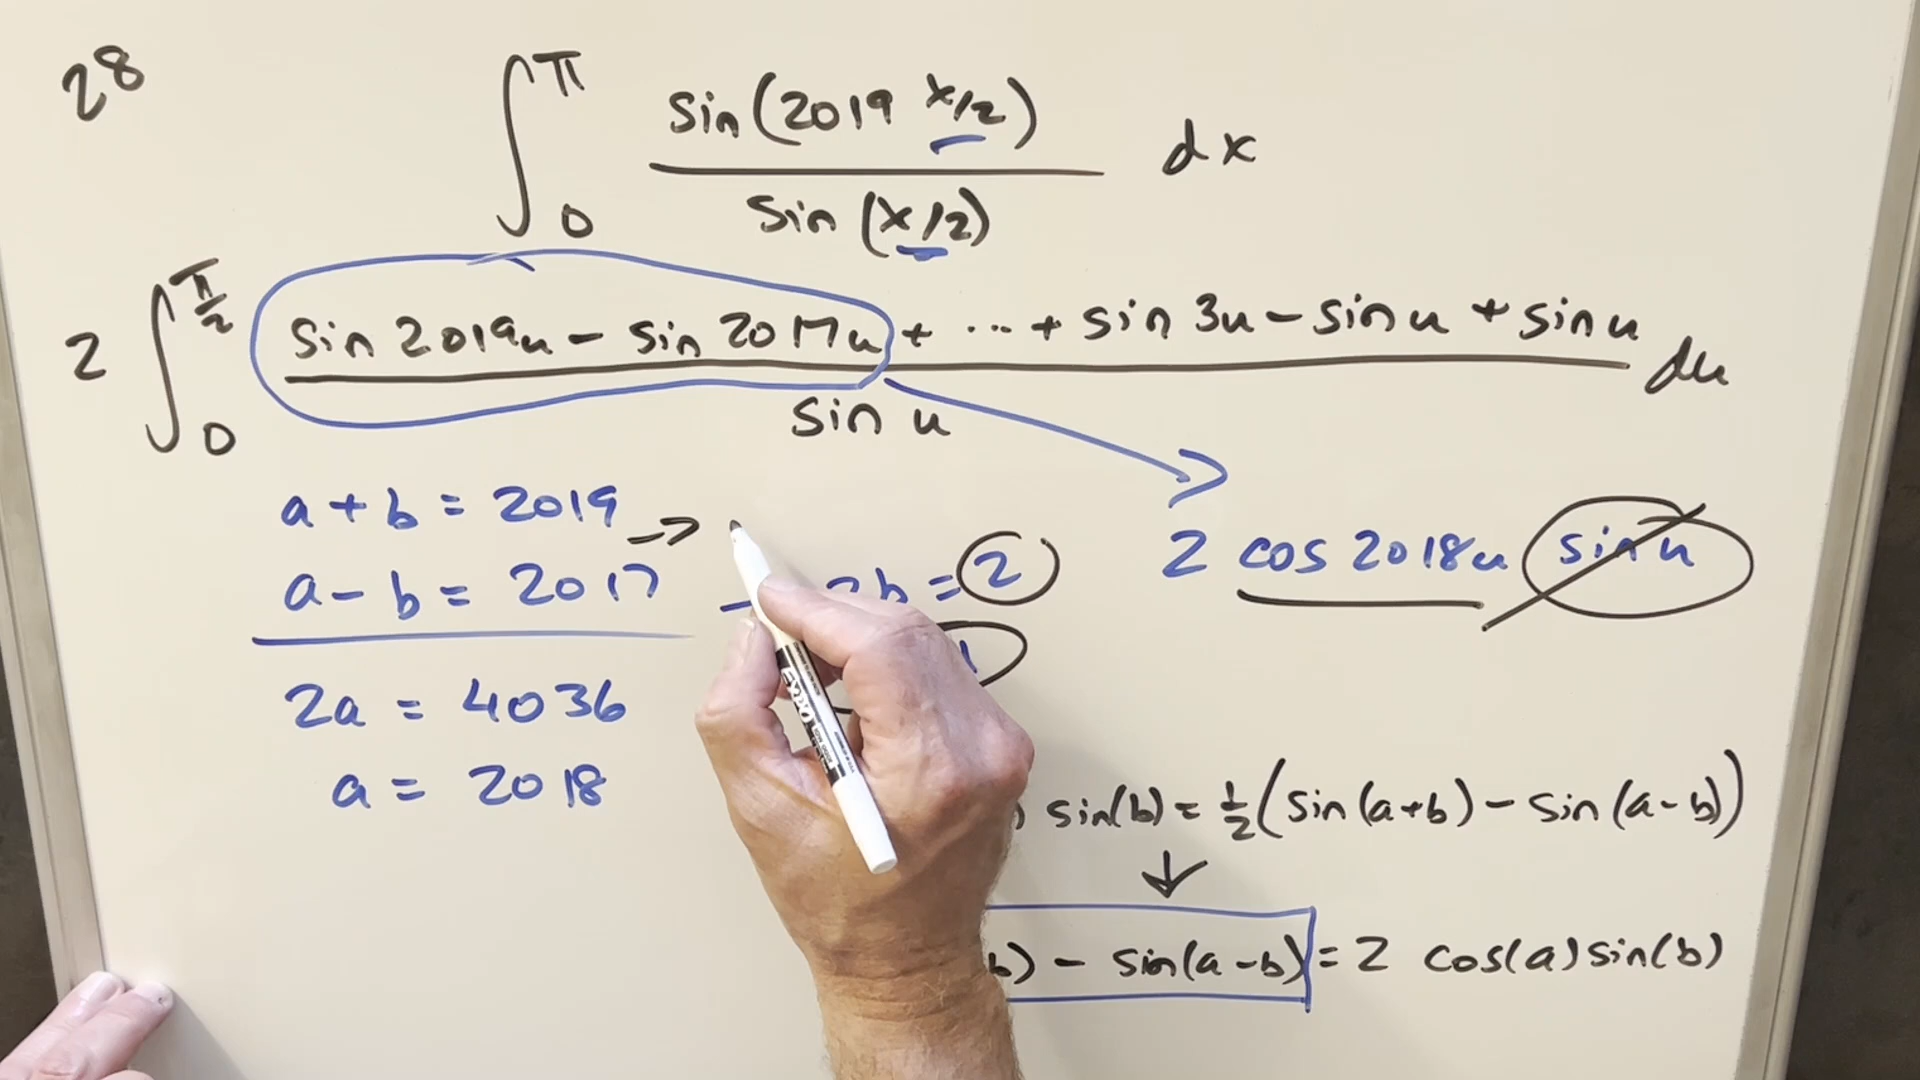 28
∫₀^π sin(2019 x/2) / sin(x/2) dx
2 ∫₀^{π/2} (sin 2019u - sin 2017u + ... + sin 3u - sin u + sin u) / sin u du
a + b = 2019 →
a - b = 2017
2b = 2
2 cos 2018u sin u
2a = 4036
a = 2018
EXPO
sin(b) = 1/2 (sin(a+b) - sin(a-b))
↓
b) - sin(a-b) = 2 cos(a) sin(b)